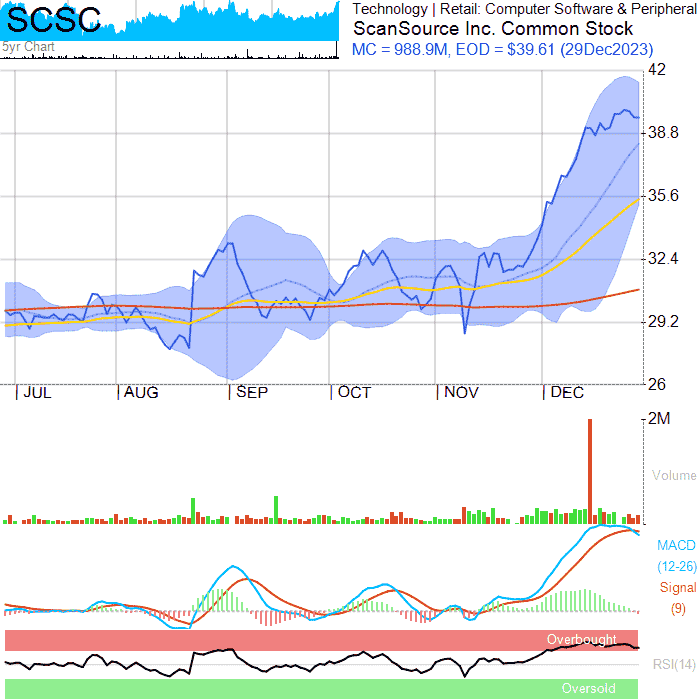 SCSC
5yr Chart
Technology | Retail: Computer Software & Peripheral
ScanSource Inc. Common Stock
MC = 988.9M, EOD = $39.61 (29Dec2023)
42
38.8
35.6
32.4
29.2
26
JUL
AUG
SEP
OCT
NOV
DEC
2M
Volume
MACD
(12-26)
Signal
(9)
Overbought
RSI(14)
Oversold